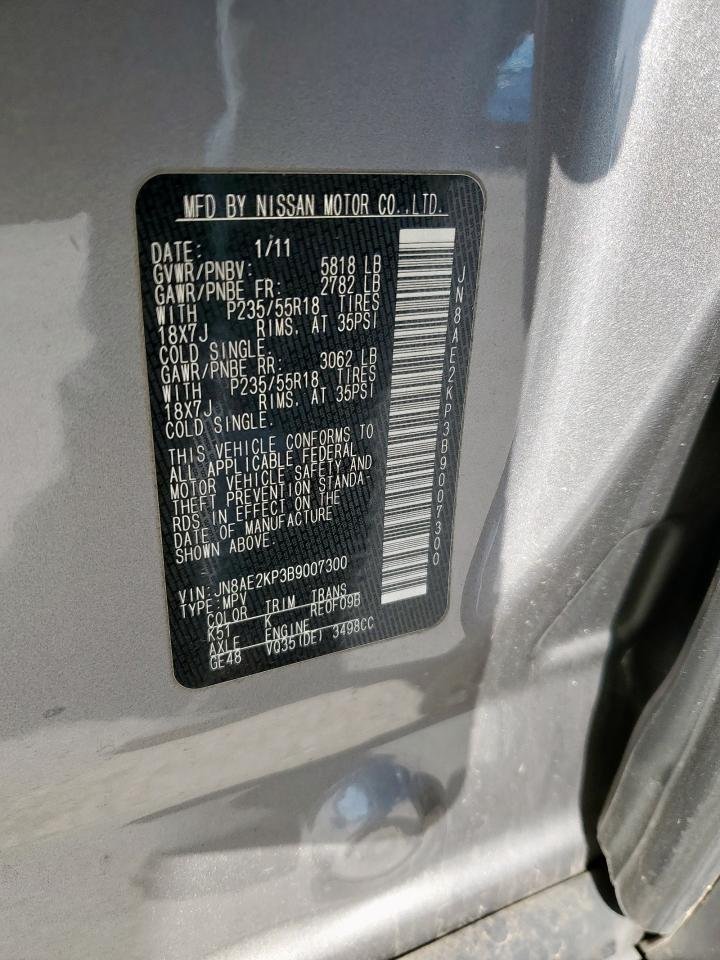 MFD BY NISSAN MOTOR CO.,LTD.
DATE: 1/11
GVWR/PNBV: 5818 LB
GAWR/PNBE FR: 2782 LB
WITH P235/55R18 TIRES
18X7J RIMS, AT 35PSI
COLD SINGLE.
GAWR/PNBE RR: 3062 LB
WITH P235/55R18 TIRES
18X7J RIMS, AT 35PSI
COLD SINGLE.
THIS VEHICLE CONFORMS TO
ALL APPLICABLE FEDERAL
MOTOR VEHICLE SAFETY AND
THEFT PREVENTION STANDA-
RDS IN EFFECT ON THE
DATE OF MANUFACTURE
SHOWN ABOVE.
VIN: JN8AE2KP3B9007300
TYPE:MPV
COLOR TRIM TRANS
K51 K RE0F09B
AXLE ENGINE
GE48 VQ35(DE) 3498CC
JN8AE2KP3B9007300